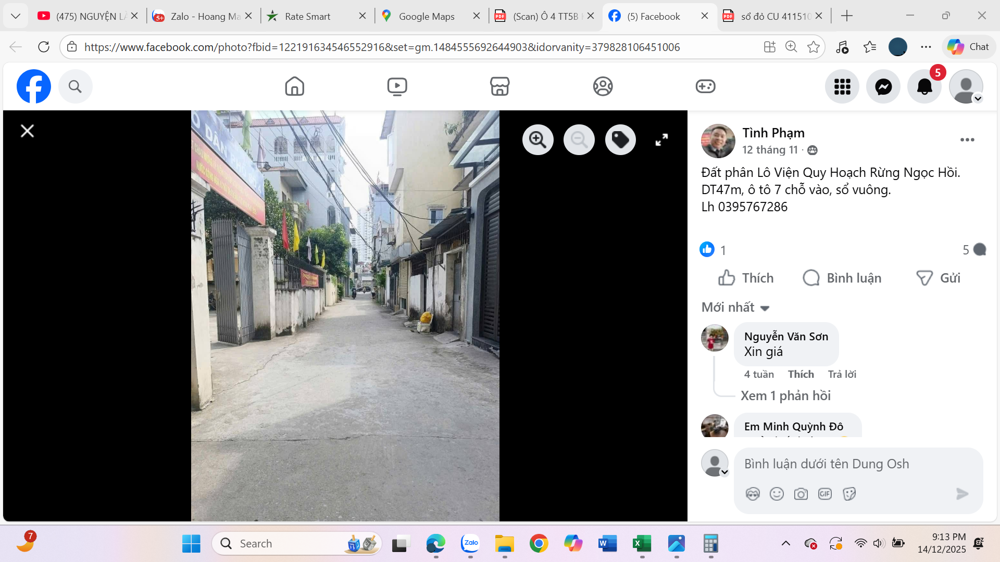 (475) NGUYỆN LÀ
Zalo - Hoang Ma
Rate Smart
Google Maps
(Scan) Ô 4 TT5B
(5) Facebook
sổ đỏ CU 411510
https://www.facebook.com/photo?fbid=122191634546552916&set=gm.1484555692644903&idorvanity=379828106451006
Chat
5
DÂN PHỐ
Tình Phạm
12 tháng 11
Đất phân Lô Viện Quy Hoạch Rừng Ngọc Hồi.
DT47m, ô tô 7 chỗ vào, sổ vuông.
Lh 0395767286
1
5
Thích
Bình luận
Gửi
Mới nhất
Nguyễn Văn Sơn
Xin giá
4 tuần Thích Trả lời
Xem 1 phản hồi
Em Minh Quỳnh Đô
Bình luận dưới tên Dung Osh
GIF
7
Search
Zalo
9:13 PM
14/12/2025